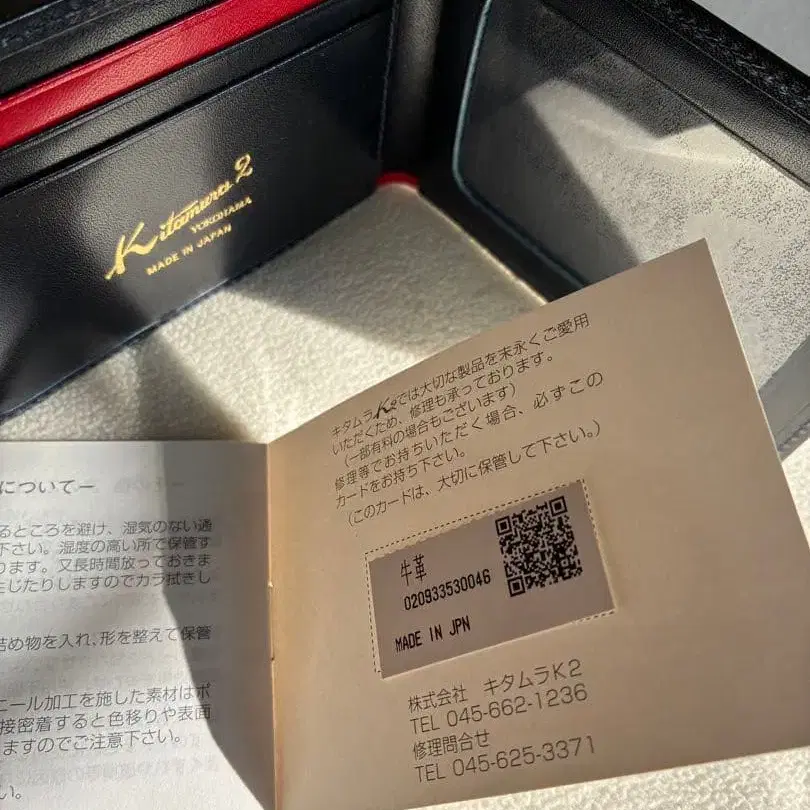 Kitamura 2
YOKOHAMA
MADE IN JAPAN
について－
るところを避け、湿気のない通
下さい。湿度の高い所で保管す
ります。又長時間放っておきま
生じたりしますのでカラ拭きし
詰め物を入れ、形を整えて保管
ニール加工を施した素材はポ
接密着すると色移りや表面
ますのでご注意下さい。
い。
キタムラK2では大切な製品を末永くご愛用
いただくため、修理も承っております。
（一部有料の場合もございます）
修理等でお持ちいただく場合、必ずこの
カードをお持ち下さい。
（このカードは、大切に保管して下さい。）
牛革
020933530046
MADE IN JPN
株式会社 キタムラK2
TEL 045-662-1236
修理問合せ
TEL 045-625-3371